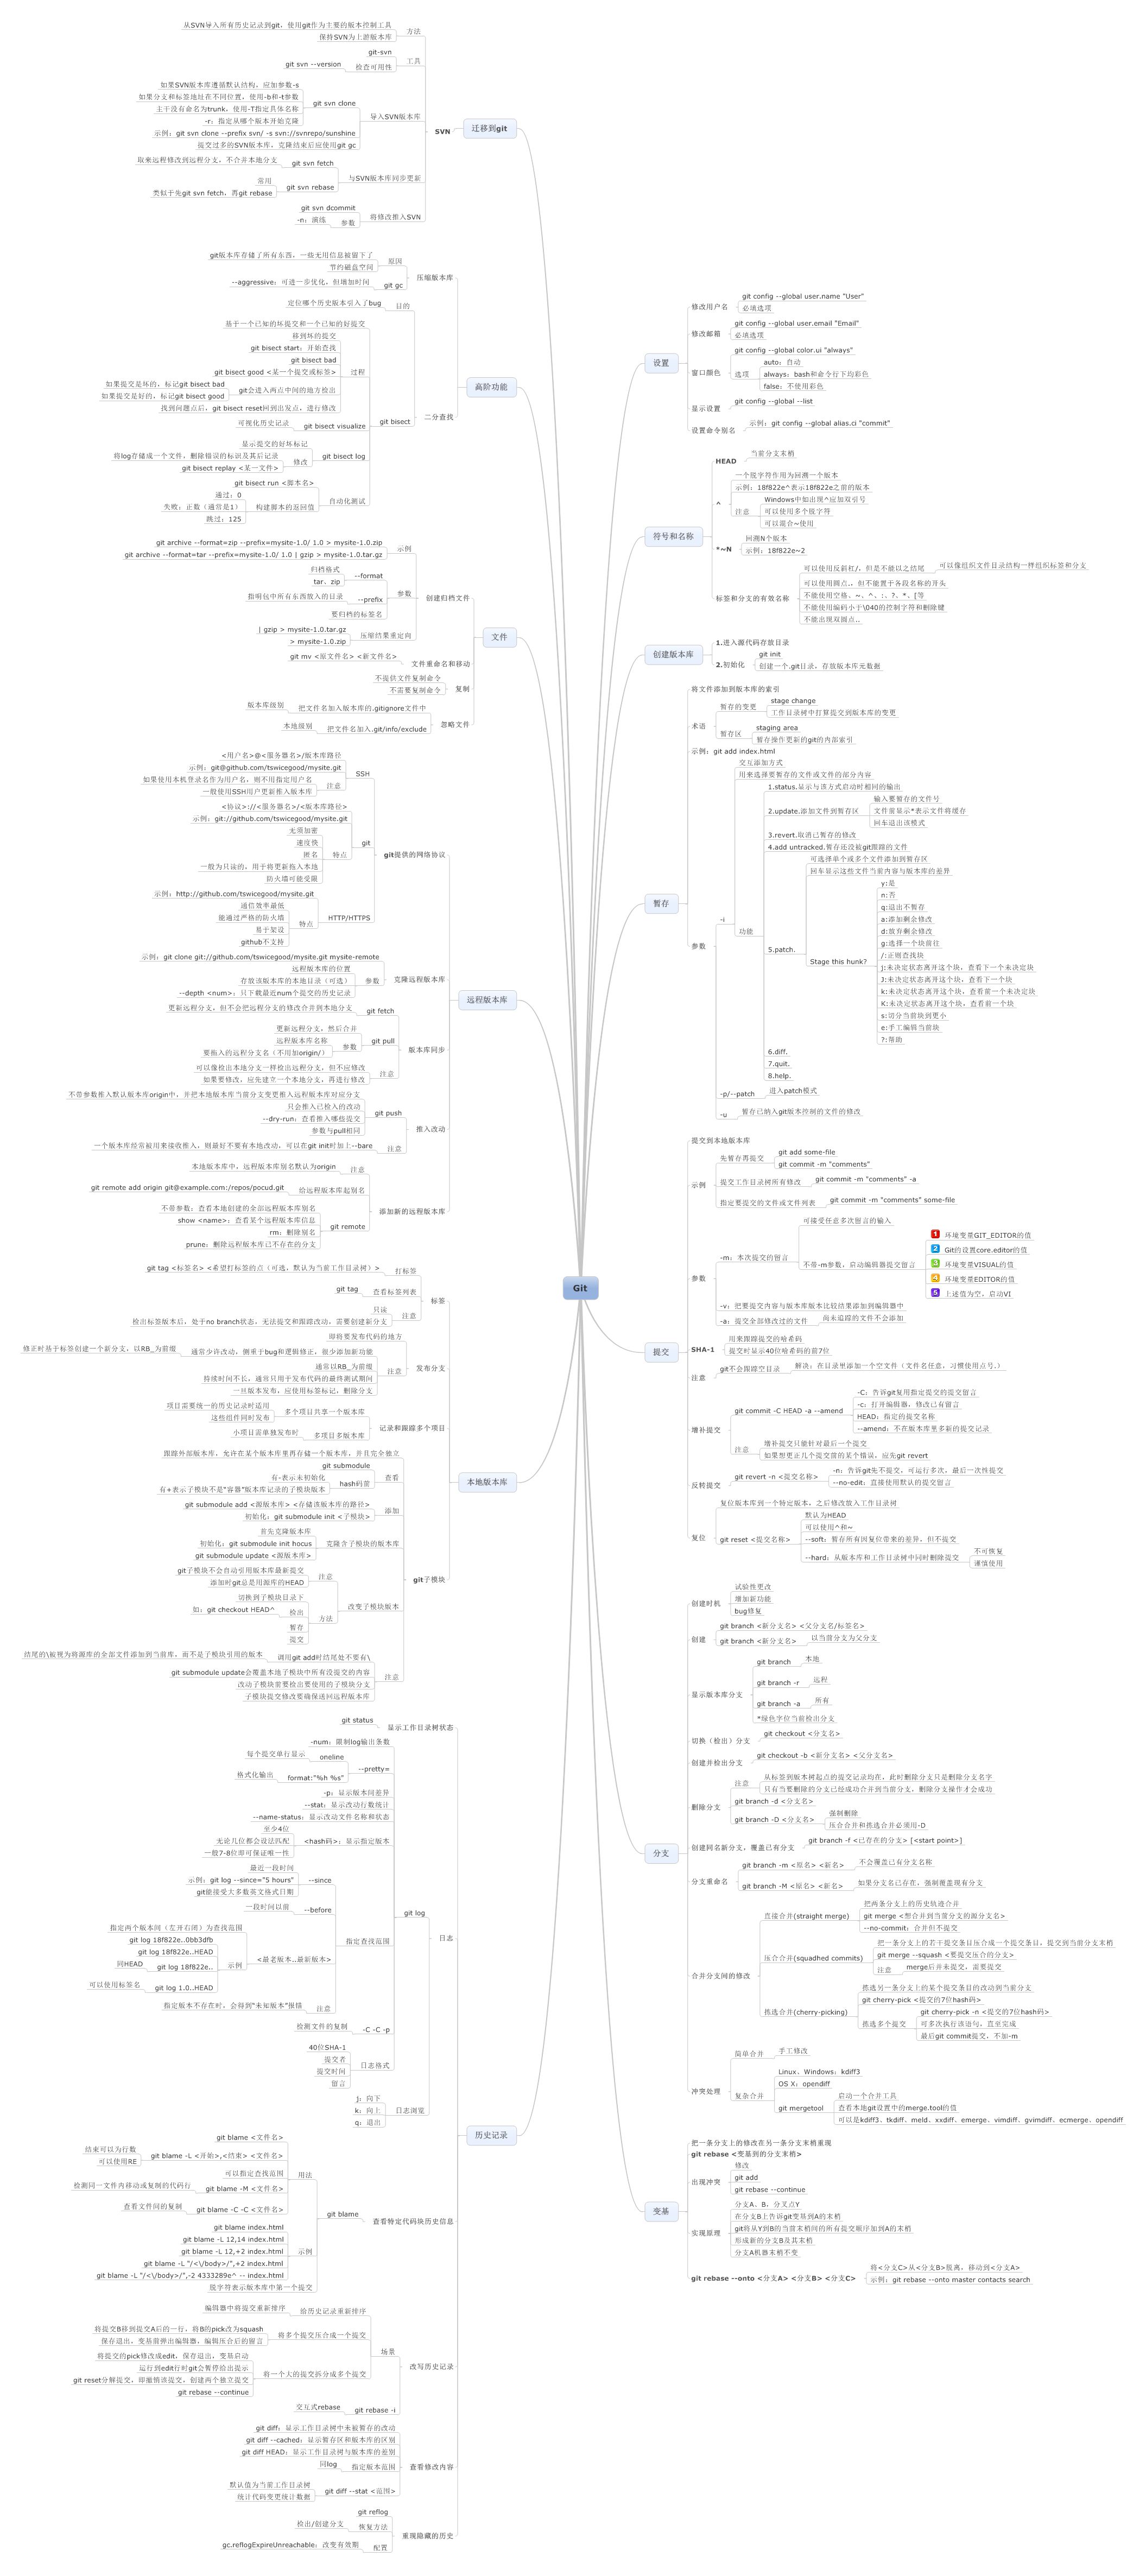 Git
设置
修改用户名
git config --global user.name "User"
必填选项
修改邮箱
git config --global user.email "Email"
必填选项
窗口颜色
git config --global color.ui "always"
选项
auto：自动
always：bash和命令行下均彩色
false：不使用彩色
显示设置
git config --global --list
设置命令别名
示例：git config --global alias.ci "commit"
符号和名称
HEAD
当前分支末梢
^
一个脱字符作用为回溯一个版本
示例：18f822e^表示18f822e之前的版本
注意
Windows中如出现^应加双引号
可以使用多个脱字符
可以混合~使用
*~N
回溯N个版本
示例：18f822e~2
标签和分支的有效名称
可以使用反斜杠/，但是不能以之结尾
可以像组织文件目录结构一样组织标签和分支
可以使用圆点.，但不能置于各段名称的开头
不能使用空格、~、^、:、?、*、[等
不能使用编码小于\040的控制字符和删除键
不能出现双圆点..
创建版本库
1.进入源代码存放目录
2.初始化
git init
创建一个.git目录，存放版本库元数据
暂存
将文件添加到版本库的索引
术语
暂存的变更
stage change
工作目录树中打算提交到版本库的变更
暂存区
staging area
暂存操作更新的git的内部索引
示例：git add index.html
参数
-i
交互添加方式
用来选择要暂存的文件或文件的部分内容
功能
1.status.显示与该方式启动时相同的输出
2.update.添加文件到暂存区
输入要暂存的文件号
文件前显示*表示文件将缓存
回车退出该模式
3.revert.取消已暂存的修改
4.add untracked.暂存还没被git跟踪的文件
5.patch.
可选择单个或多个文件添加到暂存区
回车显示这些文件当前内容与版本库的差异
Stage this hunk?
y:是
n:否
q:退出不暂存
a:添加剩余修改
d:放弃剩余修改
g:选择一个块前往
/:正则查找块
j:未决定状态离开这个块，查看下一个未决定块
J:未决定状态离开这个块，查看下一个块
k:未决定状态离开这个块，查看前一个未决定块
K:未决定状态离开这个块，查看前一个块
s:切分当前块到更小
e:手工编辑当前块
?:帮助
6.diff.
7.quit.
8.help.
-p/--patch
进入patch模式
-u
暂存已纳入git版本控制的文件的修改
提交
提交到本地版本库
示例
先暂存再提交
git add some-file
git commit -m "comments"
提交工作目录树所有修改
git commit -m "comments" -a
指定要提交的文件或文件列表
git commit -m "comments" some-file
参数
-m：本次提交的留言
可接受任意多次留言的输入
不带-m参数，启动编辑器提交留言
1 环境变量GIT_EDITOR的值
2 Git的设置core.editor的值
3 环境变量VISUAL的值
4 环境变量EDITOR的值
5 上述值为空，启动VI
-v：把要提交内容与版本库版本比较结果添加到编辑器中
-a：提交全部修改过的文件
尚未追踪的文件不会添加
SHA-1
用来跟踪提交的哈希码
提交时显示40位哈希码的前7位
注意
git不会跟踪空目录
解决：在目录里添加一个空文件（文件名任意，习惯使用点号.）
增补提交
git commit -C HEAD -a --amend
-C：告诉git复用指定提交的提交留言
-c：打开编辑器，修改已有留言
HEAD：指定的提交名称
--amend：不在版本库里多新的提交记录
注意
增补提交只能针对最后一个提交
如果想更正几个提交前的某个错误，应先git revert
反转提交
git revert -n <提交名称>
-n：告诉git先不提交，可运行多次，最后一次性提交
--no-edit：直接使用默认的提交留言
复位
复位版本库到一个特定版本，之后修改放入工作目录树
git reset <提交名称>
默认为HEAD
可以使用^和~
--soft：暂存所有因复位带来的差异，但不提交
--hard：从版本库和工作目录树中同时删除提交
不可恢复
谨慎使用
分支
创建时机
试验性更改
增加新功能
bug修复
创建
git branch <新分支名> <父分支名/标签名>
git branch <新分支名>
以当前分支为父分支
显示版本库分支
git branch
本地
git branch -r
远程
git branch -a
所有
*绿色字位当前检出分支
切换（检出）分支
git checkout <分支名>
创建并检出分支
git checkout -b <新分支名> <父分支名>
删除分支
注意
从标签到版本树起点的提交记录均在，此时删除分支只是删除分支名字
只有当要删除的分支已经成功合并到当前分支，删除分支操作才会成功
git branch -d <分支名>
git branch -D <分支名>
强制删除
压合合并和拣选合并必须用-D
创建同名新分支，覆盖已有分支
git branch -f <已存在的分支> [<start point>]
分支重命名
git branch -m <原名> <新名>
不会覆盖已有分支名称
git branch -M <原名> <新名>
如果分支名已存在，强制覆盖现有分支
合并分支间的修改
直接合并(straight merge)
把两条分支上的历史轨迹合并
git merge <想合并到当前分支的源分支名>
--no-commit：合并但不提交
压合合并(squadhed commits)
把一条分支上的若干提交条目压合成一个提交条目，提交到当前分支末梢
git merge --squash <要提交压合的分支>
注意
merge后并未提交，需要提交
拣选合并(cherry-picking)
拣选另一条分支上的某个提交条目的改动到当前分支
git cherry-pick <提交的7位hash码>
拣选多个提交
git cherry-pick -n <提交的7位hash码>
可多次执行该语句，直至完成
最后git commit提交，不加-m
冲突处理
简单合并
手工修改
复杂合并
Linux、Windows：kdiff3
OS X：opendiff
git mergetool
启动一个合并工具
查看本地git设置中的merge.tool的值
可以是kdiff3、tkdiff、meld、xxdiff、emerge、vimdiff、gvimdiff、ecmerge、opendiff
变基
把一条分支上的修改在另一条分支末梢重现
git rebase <变基到的分支末梢>
出现冲突
修改
git add
git rebase --continue
实现原理
分支A、B，分叉点Y
在分支B上告诉git变基到A的末梢
git将从Y到B的当前末梢间的所有提交顺序加到A的末梢
形成新的分支B及其末梢
分支A机器末梢不变
git rebase --onto <分支A> <分支B> <分支C>
将<分支C>从<分支B>脱离，移动到<分支A>
示例：git rebase --onto master contacts search
迁移到git
SVN
方法
从SVN导入所有历史记录到git，使用git作为主要的版本控制工具
保持SVN为上游版本库
工具
git-svn
检查可用性
git svn --version
导入SVN版本库
git svn clone
如果SVN版本库遵循默认结构，应加参数-s
如果分支和标签地址在不同位置，使用-b和-t参数
主干没有命名为trunk，使用-T指定具体名称
-r：指定从哪个版本开始克隆
示例：git svn clone --prefix svn/ -s svn://svnrepo/sunshine
提交过多的SVN版本库，克隆结束后应使用git gc
与SVN版本库同步更新
git svn fetch
取来远程修改到远程分支，不合并本地分支
git svn rebase
常用
类似于先git svn fetch，再git rebase
将修改推入SVN
git svn dcommit
参数
-n：演练
高阶功能
压缩版本库
原因
git版本库存储了所有东西，一些无用信息被留下了
节约磁盘空间
git gc
--aggressive：可进一步优化，但增加时间
二分查找
目的
定位哪个历史版本引入了bug
git bisect
过程
基于一个已知的坏提交和一个已知的好提交
移到坏的提交
git bisect start：开始查找
git bisect bad
git bisect good <某一个提交或标签>
git会进入两点中间的地方检出
如果提交是坏的，标记git bisect bad
如果提交是好的，标记git bisect good
找到问题点后，git bisect reset回到出发点，进行修改
git bisect visualize
可视化历史记录
git bisect log
显示提交的好坏标记
修改
将log存储成一个文件，删除错误的标识及其后记录
git bisect replay <某一文件>
自动化测试
git bisect run <脚本名>
构建脚本的返回值
通过：0
失败：正数（通常是1）
跳过：125
文件
创建归档文件
示例
git archive --format=zip --prefix=mysite-1.0/ 1.0 > mysite-1.0.zip
git archive --format=tar --prefix=mysite-1.0/ 1.0 | gzip > mysite-1.0.tar.gz
参数
--format
归档格式
tar、zip
--prefix
指明包中所有东西放入的目录
要归档的标签名
压缩结果重定向
| gzip > mysite-1.0.tar.gz
> mysite-1.0.zip
文件重命名和移动
git mv <原文件名> <新文件名>
复制
不提供文件复制命令
不需要复制命令
忽略文件
把文件名加入版本库的.gitignore文件中
版本库级别
把文件名加入.git/info/exclude
本地级别
远程版本库
git提供的网络协议
SSH
<用户名>@<服务器名>/版本库路径
示例：git@github.com/tswicegood/mysite.git
注意
如果使用本机登录名作为用户名，则不用指定用户名
一般使用SSH用户更新推入版本库
git
<协议>://<服务器名>/<版本库路径>
示例：git://github.com/tswicegood/mysite.git
特点
无须加密
速度快
匿名
一般为只读的，用于将更新拖入本地
防火墙可能受限
HTTP/HTTPS
示例：http://github.com/tswicegood/mysite.git
特点
通信效率最低
能通过严格的防火墙
易于架设
github不支持
克隆远程版本库
示例：git clone git://github.com/tswicegood/mysite.git mysite-remote
参数
远程版本库的位置
存放该版本库的本地目录（可选）
--depth <num>：只下载最近num个提交的历史记录
版本库同步
git fetch
更新远程分支，但不会把远程分支的修改合并到本地分支
git pull
更新远程分支，然后合并
参数
远程版本库名称
要拖入的远程分支名（不用加origin/）
注意
可以像检出本地分支一样检出远程分支，但不应修改
如果要修改，应先建立一个本地分支，再进行修改
推入改动
git push
不带参数推入默认版本库origin中，并把本地版本库当前分支变更推入远程版本库对应分支
只会推入已检入的改动
--dry-run：查看推入哪些提交
参数与pull相同
注意
一个版本库经常被用来接收推入，则最好不要有本地改动，可以在git init时加上--bare
添加新的远程版本库
注意
本地版本库中，远程版本库别名默认为origin
给远程版本库起别名
git remote add origin git@example.com:/repos/pocud.git
git remote
不带参数：查看本地创建的全部远程版本库别名
show <name>：查看某个远程版本库信息
rm：删除别名
prune：删除远程版本库已不存在的分支
本地版本库
标签
打标签
git tag <标签名> <希望打标签的点（可选，默认为当前工作目录树）>
查看标签列表
git tag
注意
只读
检出标签版本后，处于no branch状态，无法提交和跟踪改动，需要创建新分支
发布分支
即将要发布代码的地方
注意
通常少许改动，侧重于bug和逻辑修正，很少添加新功能
修正时基于标签创建一个新分支，以RB_为前缀
通常以RB_为前缀
持续时间不长，通常只用于发布代码的最终测试期间
一旦版本发布，应使用标签标记，删除分支
记录和跟踪多个项目
多个项目共享一个版本库
项目需要统一的历史记录时适用
这些组件同时发布
多项目多版本库
小项目需单独发布时
git子模块
跟踪外部版本库，允许在某个版本库里再存储一个版本库，并且完全独立
查看
git submodule
hash码前
有-表示未初始化
有+表示子模块不是"容器"版本库记录的子模块版本
添加
git submodule add <源版本库> <存储该版本库的路径>
初始化：git submodule init <子模块>
克隆含子模块的版本库
首先克隆版本库
初始化：git submodule init hocus
git submodule update <源版本库>
改变子模块版本
注意
git子模块不会自动引用版本库最新提交
添加时git总是用源库的HEAD
方法
切换到子模块目录下
检出
如：git checkout HEAD^
暂存
提交
注意
调用git add时结尾处不要有\
结尾的\被视为将源库的全部文件添加到当前库，而不是子模块引用的版本
git submodule update会覆盖本地子模块中所有没提交的内容
改动子模块前要检出要使用的子模块分支
子模块提交修改要确保送回远程版本库
历史记录
显示工作目录树状态
git status
日志
git log
-num：限制log输出条数
--pretty=
oneline
每个提交单行显示
format:"%h %s"
格式化输出
-p：显示版本间差异
--stat：显示改动行数统计
--name-status：显示改动文件名称和状态
<hash码>：显示指定版本
至少4位
无论几位都会设法匹配
一般7-8位即可保证唯一性
指定查找范围
--since
最近一段时间
示例：git log --since="5 hours"
git能接受大多数英文格式日期
--before
一段时间以前
<最老版本..最新版本>
指定两个版本间（左开右闭）为查找范围
示例
git log 18f822e..0bb3dfb
git log 18f822e..HEAD
git log 18f822e..
同HEAD
git log 1.0..HEAD
可以使用标签名
注意
指定版本不存在时，会得到"未知版本"报错
-C -C -p
检测文件的复制
日志格式
40位SHA-1
提交者
提交时间
留言
日志浏览
j：向下
k：向上
q：退出
查看特定代码块历史信息
git blame
用法
git blame <文件名>
git blame -L <开始>,<结束> <文件名>
结束可以为行数
可以使用RE
可以指定查找范围
git blame -M <文件名>
检测同一文件内移动或复制的代码行
git blame -C -C <文件名>
查看文件间的复制
示例
git blame index.html
git blame -L 12,14 index.html
git blame -L 12,+2 index.html
git blame -L "/<\/body>/",+2 index.html
git blame -L "/<\/body>/",-2 4333289e^ -- index.html
脱字符表示版本库中第一个提交
改写历史记录
场景
给历史记录重新排序
编辑器中将提交重新排序
将多个提交压合成一个提交
将提交B移到提交A后的一行，将B的pick改为squash
保存退出，变基前弹出编辑器，编辑压合后的留言
将一个大的提交拆分成多个提交
将提交的pick修改成edit，保存退出，变基启动
运行到edit行时git会暂停给出提示
git reset分解提交，即撤销该提交，创建两个独立提交
git rebase --continue
git rebase -i
交互式rebase
查看修改内容
git diff：显示工作目录树中未被暂存的改动
git diff --cached：显示暂存区和版本库的区别
git diff HEAD：显示工作目录树与版本库的差别
指定版本范围
同log
git diff --stat <范围>
默认值为当前工作目录树
统计代码变更统计数据
重现隐藏的历史
git reflog
恢复方法
检出/创建分支
配置
gc.reflogExpireUnreachable：改变有效期